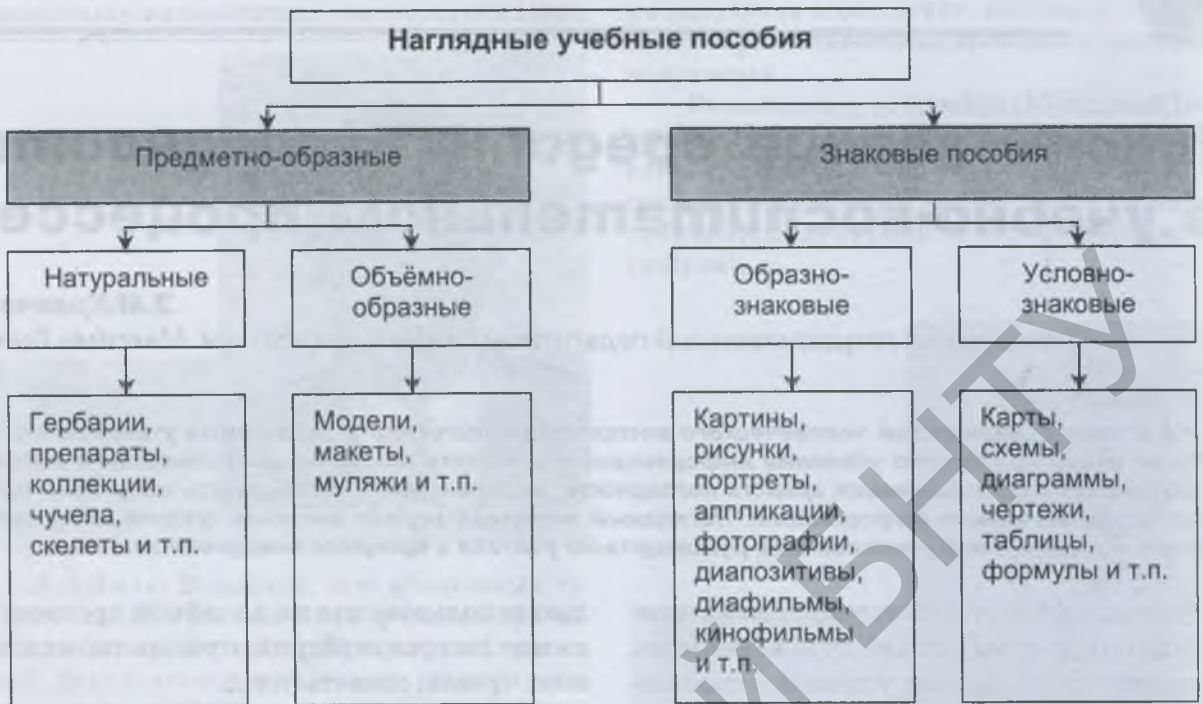 Наглядные учебные пособия
Предметно-образные
Знаковые пособия
Натуральные
Объёмно-
образные
Образно-
знаковые
Условно-
знаковые
Гербарии,
препараты,
коллекции,
чучела,
скелеты и т.п.
Модели,
макеты,
муляжи и т.п.
Картины,
рисунки,
портреты,
аппликации,
фотографии,
диапозитивы,
диафильмы,
кинофильмы
и т.п.
Карты,
схемы,
диаграммы,
чертежи,
таблицы,
формулы и т.п.
БНТУ